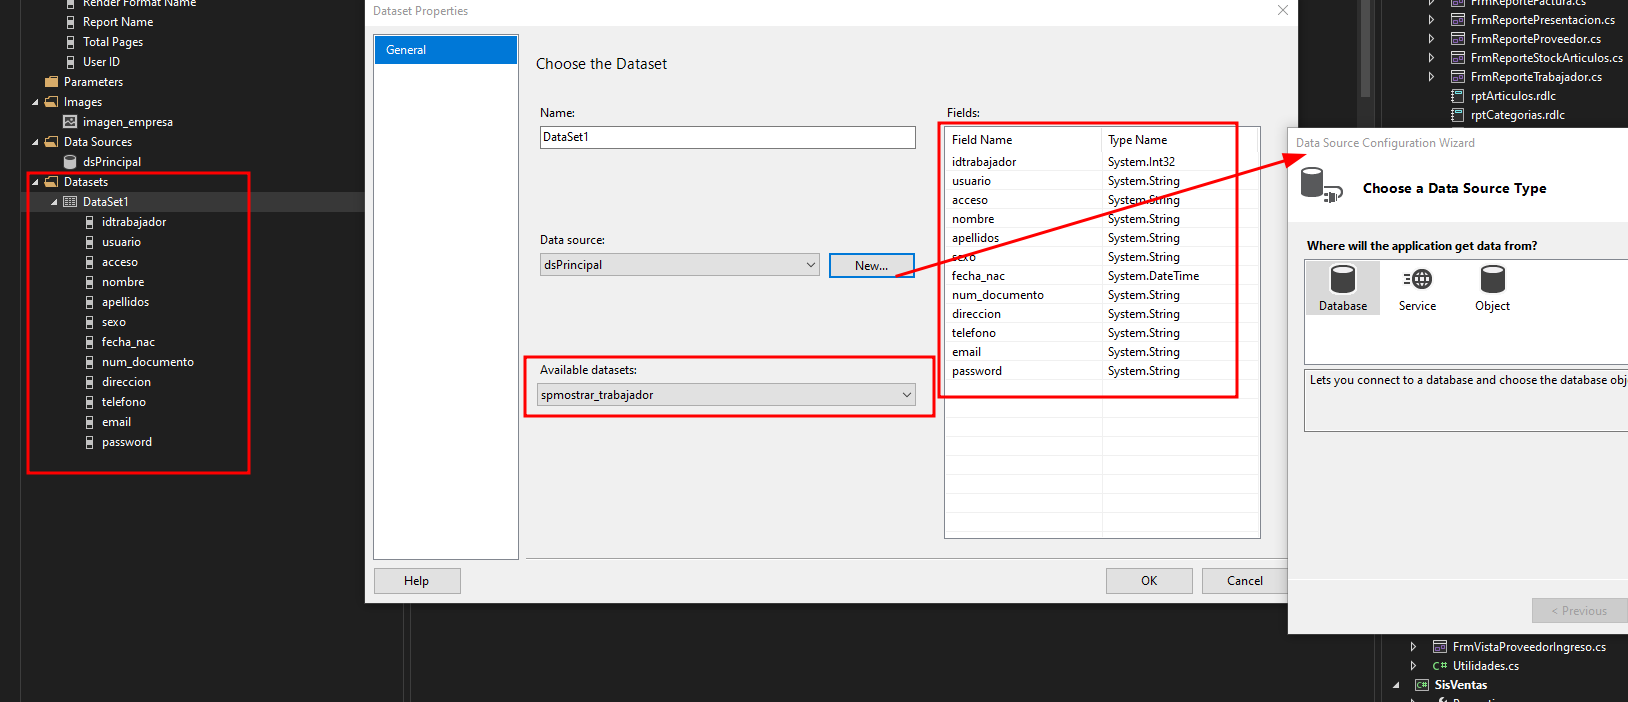 Render Format Name
Report Name
Total Pages
User ID
Parameters
Images
imagen_empresa
Data Sources
dsPrincipal
Datasets
DataSet1
idtrabajador
usuario
acceso
nombre
apellidos
sexo
fecha_nac
num_documento
direccion
telefono
email
password
Dataset Properties
General
Choose the Dataset
Name:
DataSet1
Data source:
dsPrincipal
New...
Available datasets:
spmostrar_trabajador
Fields:
Field Name Type Name
idtrabajador System.Int32
usuario System.String
acceso System.String
nombre System.String
apellidos System.String
sexo System.String
fecha_nac System.DateTime
num_documento System.String
direccion System.String
telefono System.String
email System.String
password System.String
Help
OK
Cancel
FrmReporteFactura.cs
FrmReportePresentacion.cs
FrmReporteProveedor.cs
FrmReporteStockArticulos.cs
FrmReporteTrabajador.cs
rptArticulos.rdlc
rptCategorias.rdlc
Data Source Configuration Wizard
Choose a Data Source Type
Where will the application get data from?
Database
Service
Object
Lets you connect to a database and choose the database obj
< Previous
FrmVistaProveedorIngreso.cs
C# Utilidades.cs
C# SisVentas